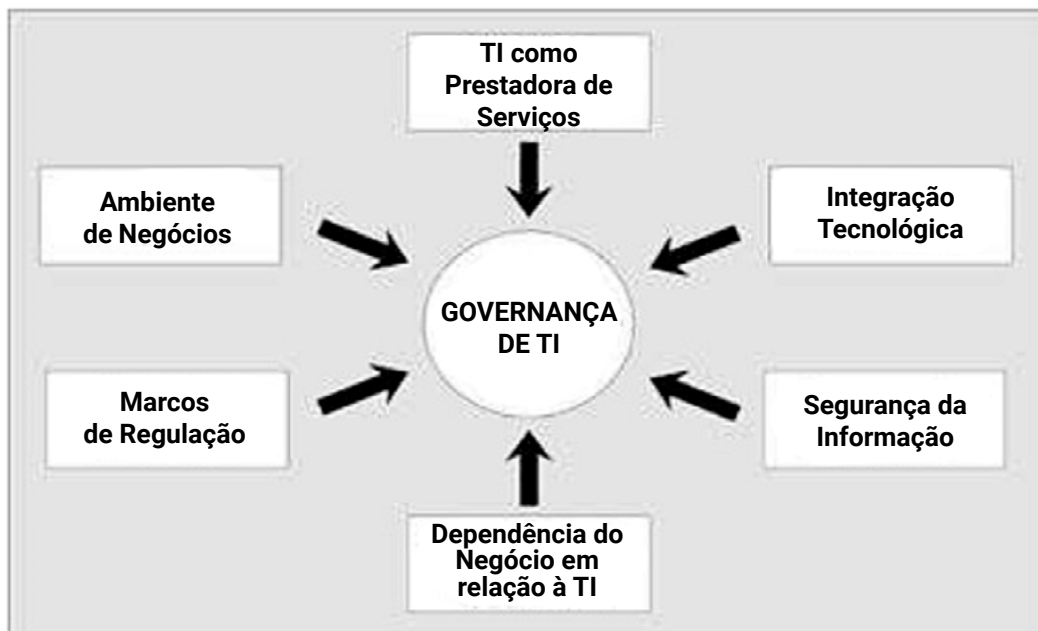 TI como
Prestadora de
Serviços
Ambiente
de Negócios
Integração
Tecnológica
GOVERNANÇA
DE TI
Marcos
de Regulação
Segurança da
Informação
Dependência do
Negócio em
relação à TI